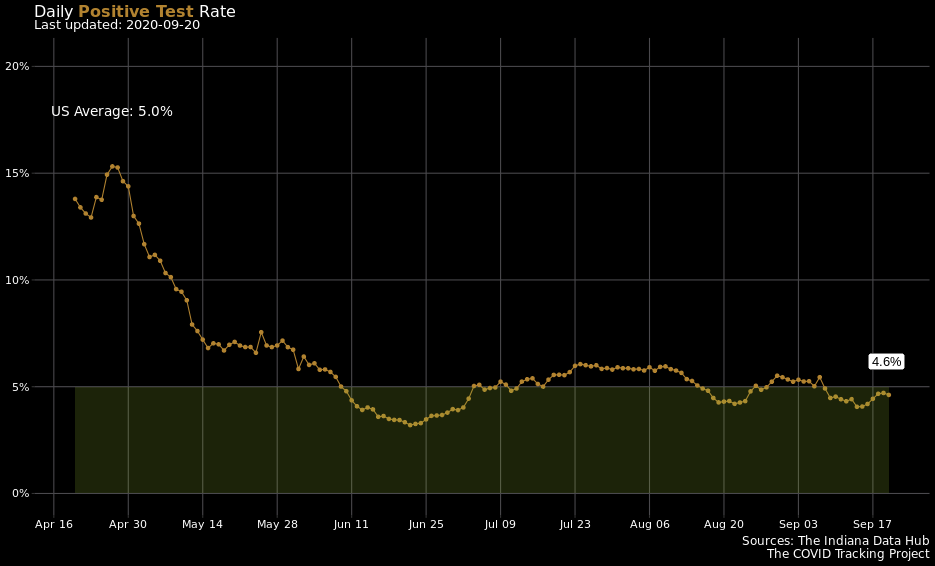 Daily Positive Test Rate
Last updated: 2020-09-20
20%
US Average: 5.0%
15%
10%
4.6%
5%
0%
Apr 16 Apr 30 May 14 May 28 Jun 11 Jun 25 Jul 09 Jul 23 Aug 06 Aug 20 Sep 03 Sep 17
Sources: The Indiana Data Hub
The COVID Tracking Project